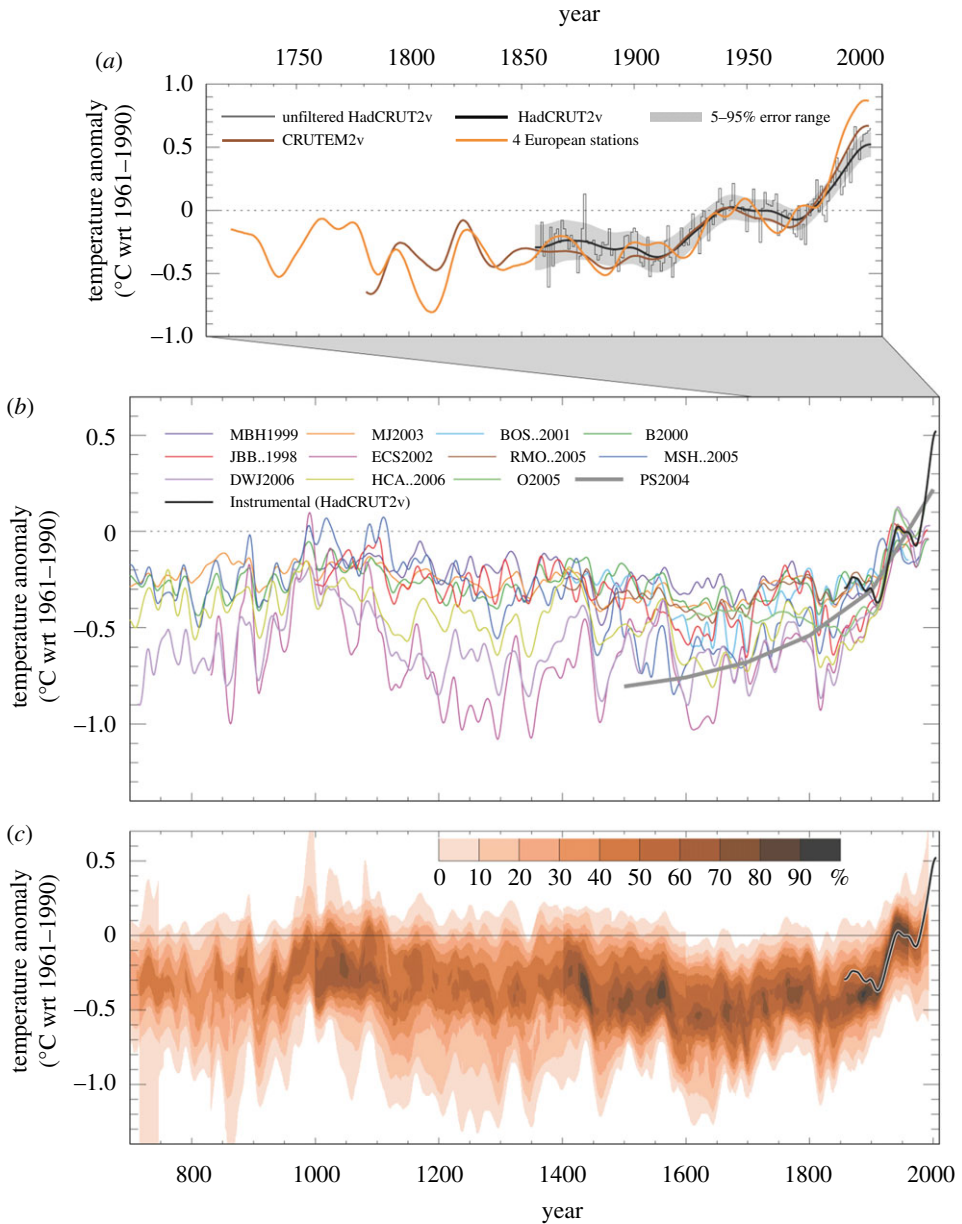 year
(a) 1750 1800 1850 1900 1950 2000
1.0
unfiltered HadCRUT2v HadCRUT2v 5–95% error range
CRUTEM2v 4 European stations
0.5
0
−0.5
−1.0
temperature anomaly
(°C wrt 1961–1990)
(b)
0.5
MBH1999 MJ2003 BOS..2001 B2000
JBB..1998 ECS2002 RMO..2005 MSH..2005
DWJ2006 HCA..2006 O2005 PS2004
Instrumental (HadCRUT2v)
0
−0.5
−1.0
temperature anomaly
(°C wrt 1961–1990)
(c)
0.5
0 10 20 30 40 50 60 70 80 90 %
0
−0.5
−1.0
temperature anomaly
(°C wrt 1961–1990)
800 1000 1200 1400 1600 1800 2000
year